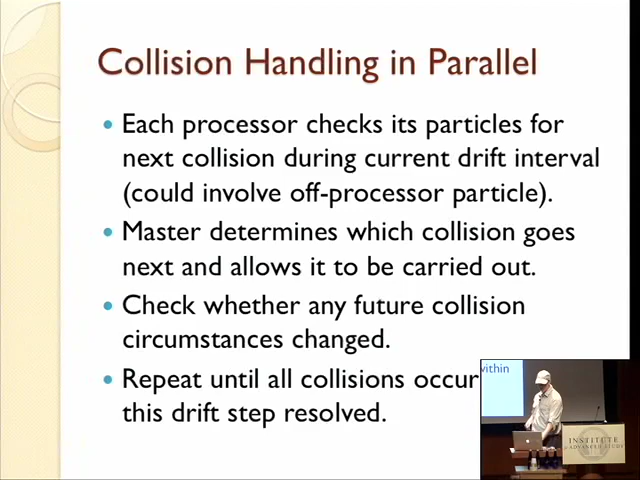 Collision Handling in Parallel
Each processor checks its particles for
next collision during current drift interval
(could involve off-processor particle).
Master determines which collision goes
next and allows it to be carried out.
Check whether any future collision
circumstances changed.
Repeat until all collisions occur
within
this drift step resolved.
INSTITUTE
ADVANCED STUDY